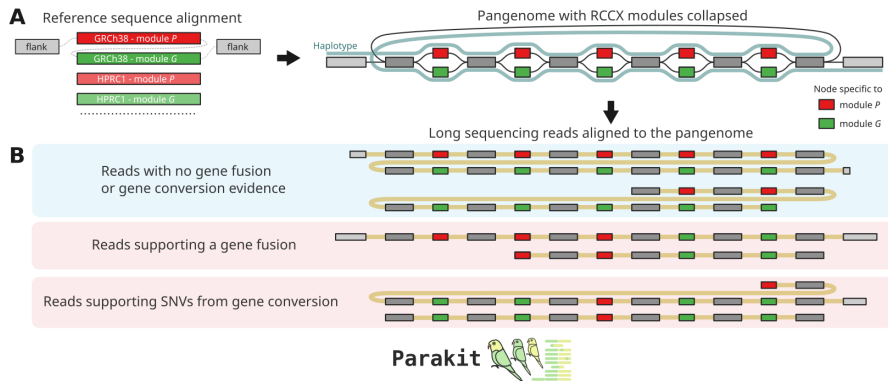 A
Reference sequence alignment
flank
GRCh38 - module P
flank
GRCh38 - module G
HPRC1 - module P
HPRC1 - module G
Pangenome with RCCX modules collapsed
Haplotype
Node specific to
module P
module G
Long sequencing reads aligned to the pangenome
B
Reads with no gene fusion
or gene conversion evidence
Reads supporting a gene fusion
Reads supporting SNVs from gene conversion
Parakit